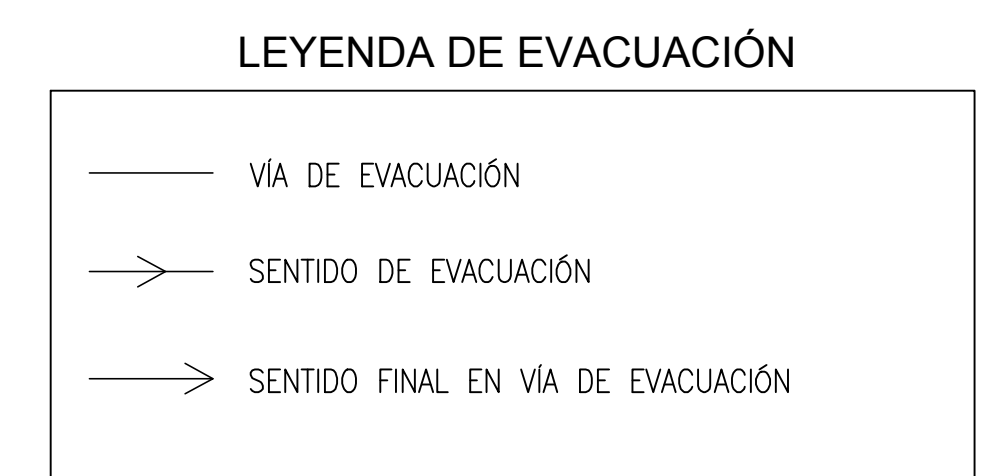 LEYENDA DE EVACUACIÓN
VÍA DE EVACUACIÓN
SENTIDO DE EVACUACIÓN
SENTIDO FINAL EN VÍA DE EVACUACIÓN